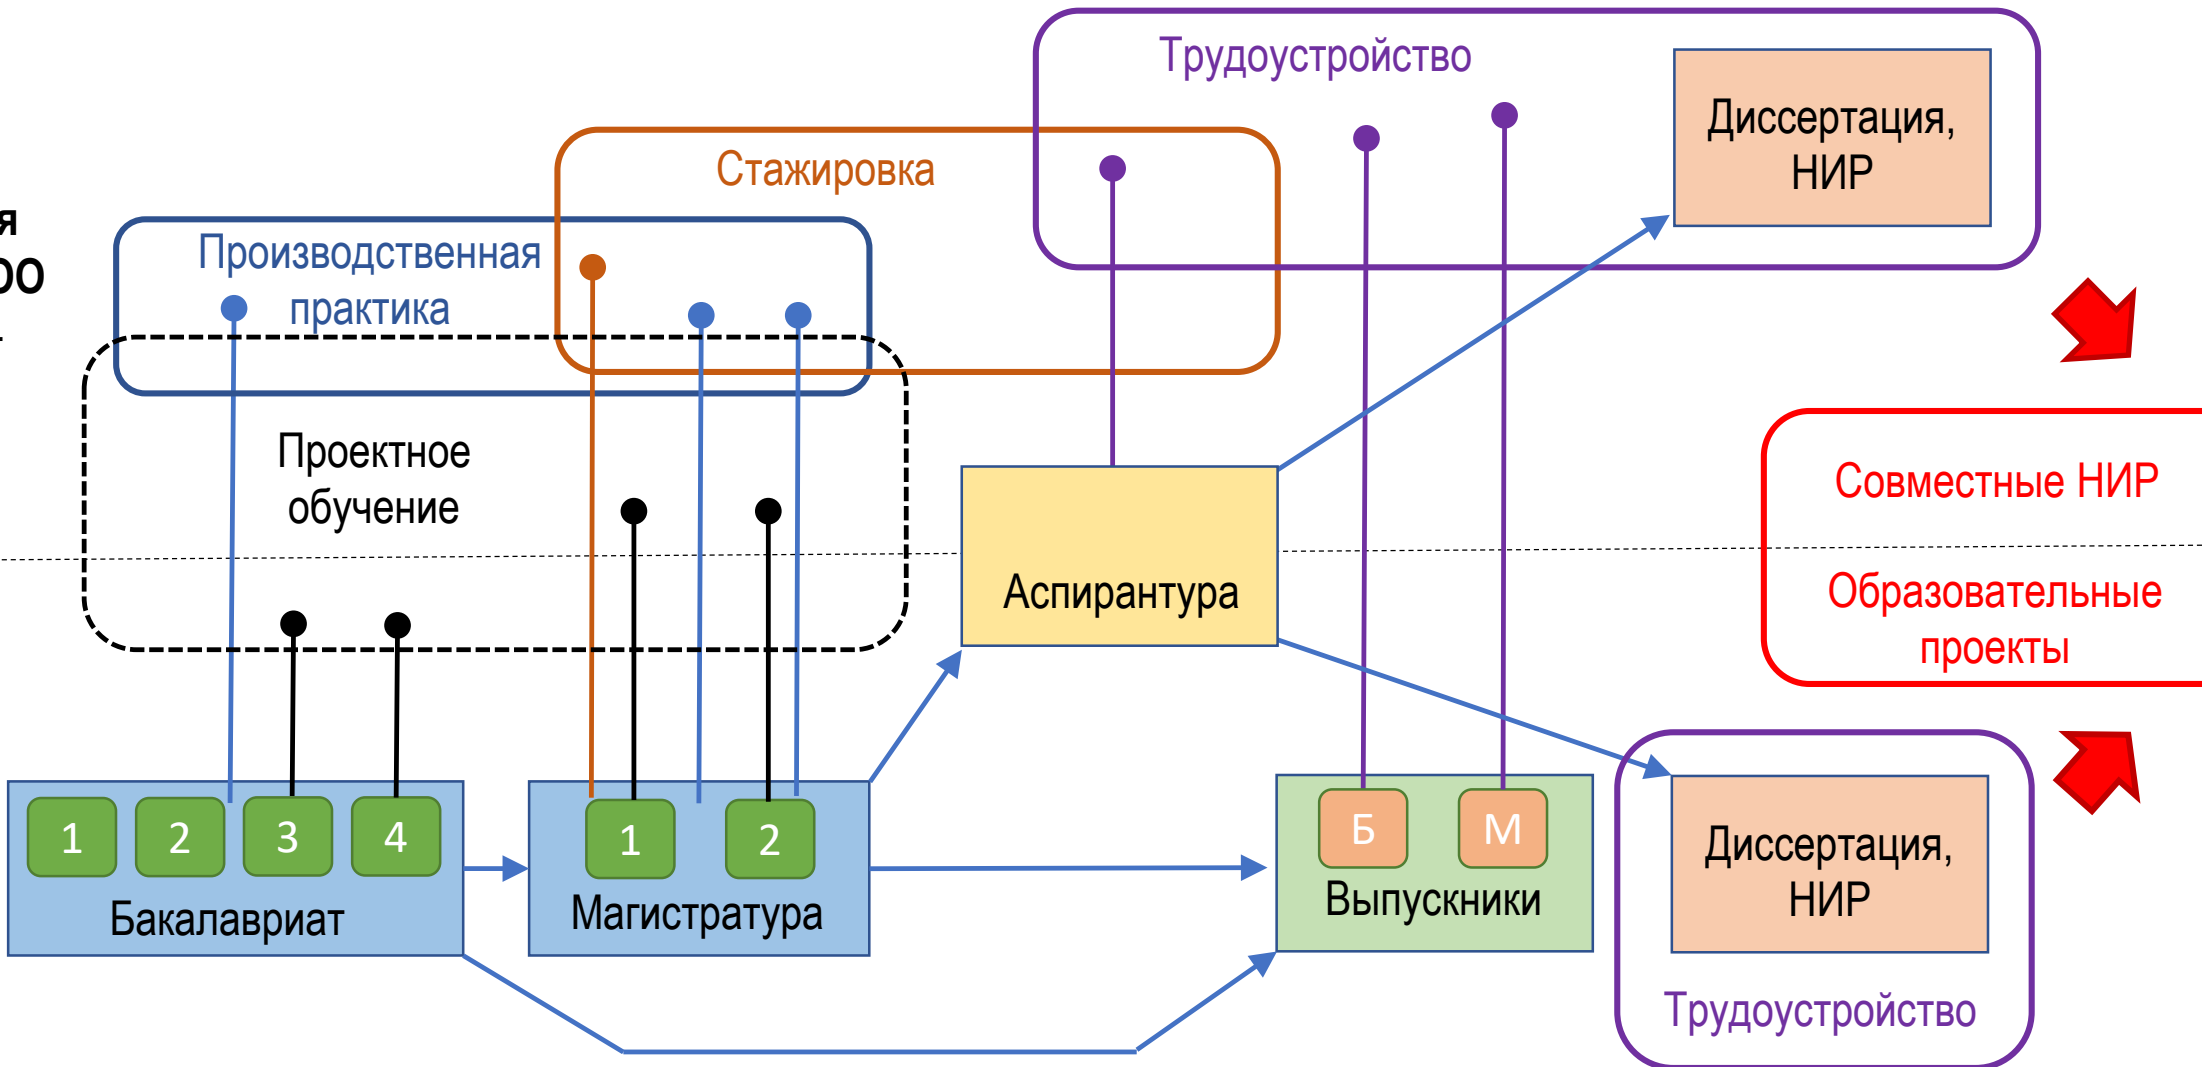 Трудоустройство
Диссертация,
НИР
Стажировка
я
ОО
Производственная
практика
Проектное
обучение
Совместные НИР
Образовательные
проекты
Аспирантура
1 2 3 4
Бакалавриат
1 2
Магистратура
Б М
Выпускники
Диссертация,
НИР
Трудоустройство